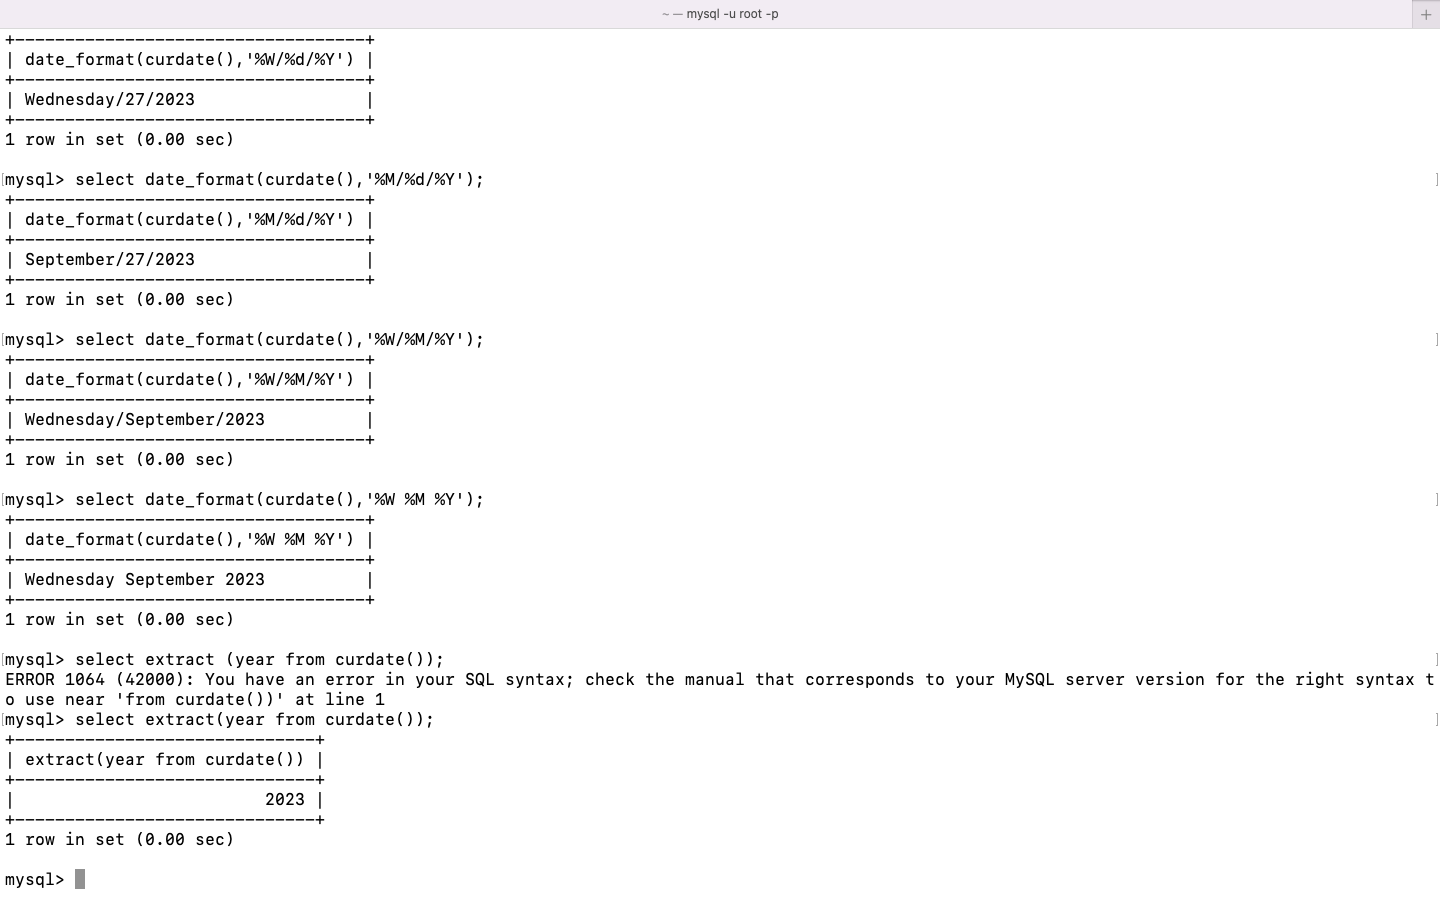 ~ — mysql -u root -p
+
+-----------------------------------+
| date_format(curdate(),'%W/%d/%Y') |
+-----------------------------------+
| Wednesday/27/2023                 |
+-----------------------------------+
1 row in set (0.00 sec)
[mysql> select date_format(curdate(),'%M/%d/%Y'); ]
+-----------------------------------+
| date_format(curdate(),'%M/%d/%Y') |
+-----------------------------------+
| September/27/2023                 |
+-----------------------------------+
1 row in set (0.00 sec)
[mysql> select date_format(curdate(),'%W/%M/%Y'); ]
+-----------------------------------+
| date_format(curdate(),'%W/%M/%Y') |
+-----------------------------------+
| Wednesday/September/2023          |
+-----------------------------------+
1 row in set (0.00 sec)
[mysql> select date_format(curdate(),'%W %M %Y'); ]
+-----------------------------------+
| date_format(curdate(),'%W %M %Y') |
+-----------------------------------+
| Wednesday September 2023          |
+-----------------------------------+
1 row in set (0.00 sec)
[mysql> select extract (year from curdate()); ]
ERROR 1064 (42000): You have an error in your SQL syntax; check the manual that corresponds to your MySQL server version for the right syntax t
o use near 'from curdate())' at line 1
[mysql> select extract(year from curdate()); ]
+------------------------------+
| extract(year from curdate()) |
+------------------------------+
|                         2023 |
+------------------------------+
1 row in set (0.00 sec)
mysql>